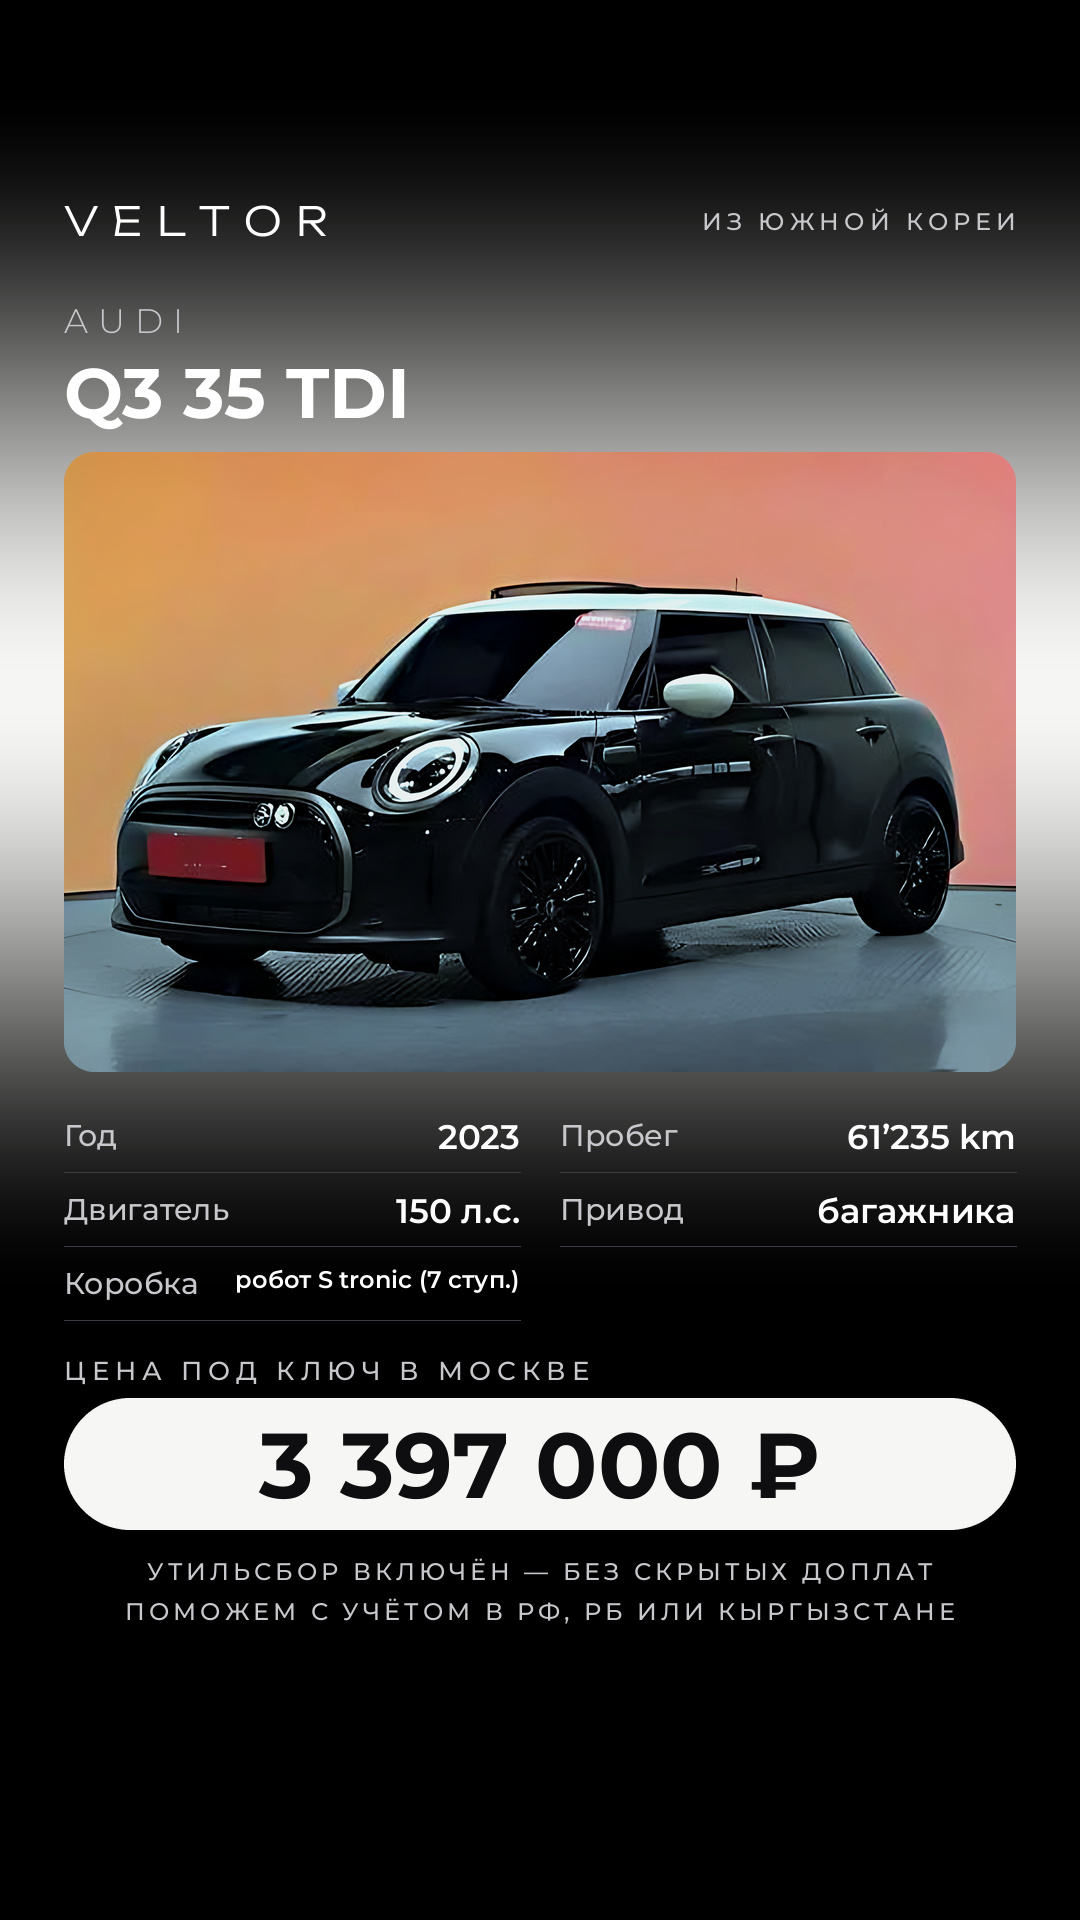 VELTOR
ИЗ ЮЖНОЙ КОРЕИ
AUDI
Q3 35 TDI
Год 2023
Пробег 61’235 km
Двигатель 150 л.с.
Привод багажника
Коробка робот S tronic (7 ступ.)
ЦЕНА ПОД КЛЮЧ В МОСКВЕ
3 397 000 ₽
УТИЛЬСБОР ВКЛЮЧЁН — БЕЗ СКРЫТЫХ ДОПЛАТ
ПОМОЖЕМ С УЧЁТОМ В РФ, РБ ИЛИ КЫРГЫЗСТАНЕ